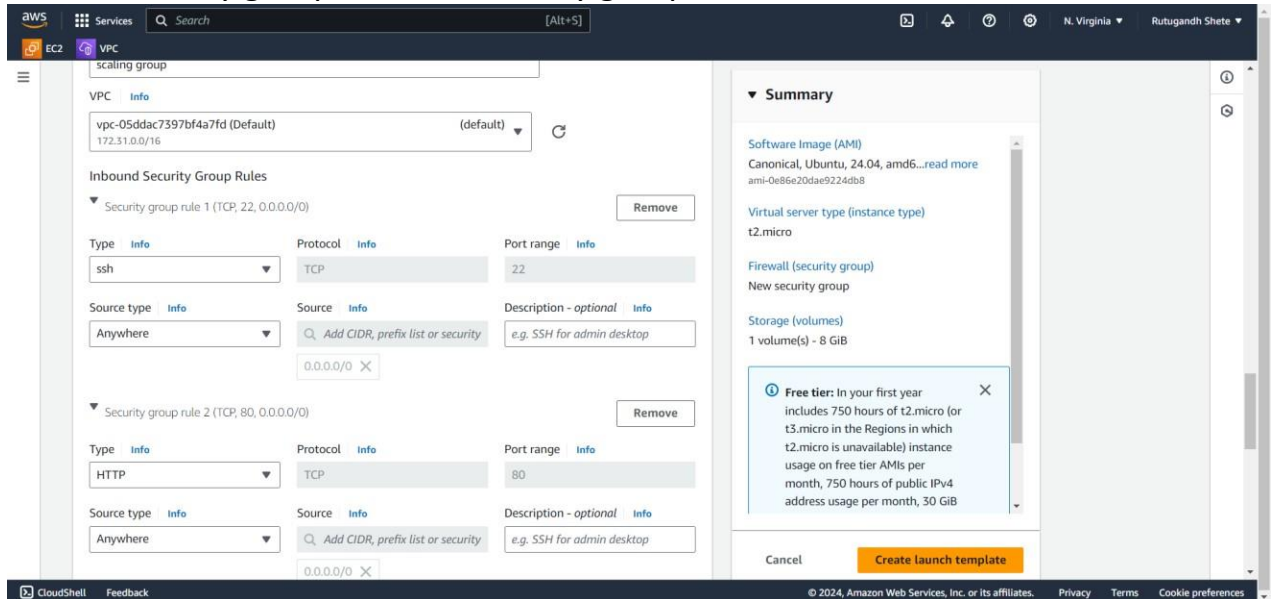 aws Services Search [Alt+S] N. Virginia Rutugandh Shete
EC2 VPC
scaling group
VPC Info
vpc-05ddac7397bf4a7fd (Default) (default)
172.31.0.0/16
Inbound Security Group Rules
Security group rule 1 (TCP, 22, 0.0.0.0/0) Remove
Type Info Protocol Info Port range Info
ssh TCP 22
Source type Info Source Info Description - optional Info
Anywhere Add CIDR, prefix list or security e.g. SSH for admin desktop
0.0.0.0/0
Security group rule 2 (TCP, 80, 0.0.0.0/0) Remove
Type Info Protocol Info Port range Info
HTTP TCP 80
Source type Info Source Info Description - optional Info
Anywhere Add CIDR, prefix list or security e.g. SSH for admin desktop
0.0.0.0/0
Summary
Software Image (AMI)
Canonical, Ubuntu, 24.04, amd6...read more
ami-0e86e20dae9224db8
Virtual server type (instance type)
t2.micro
Firewall (security group)
New security group
Storage (volumes)
1 volume(s) - 8 GiB
Free tier: In your first year
includes 750 hours of t2.micro (or
t3.micro in the Regions in which
t2.micro is unavailable) instance
usage on free tier AMIs per
month, 750 hours of public IPv4
address usage per month, 30 GiB
Cancel Create launch template
CloudShell Feedback © 2024, Amazon Web Services, Inc. or its affiliates. Privacy Terms Cookie preferences